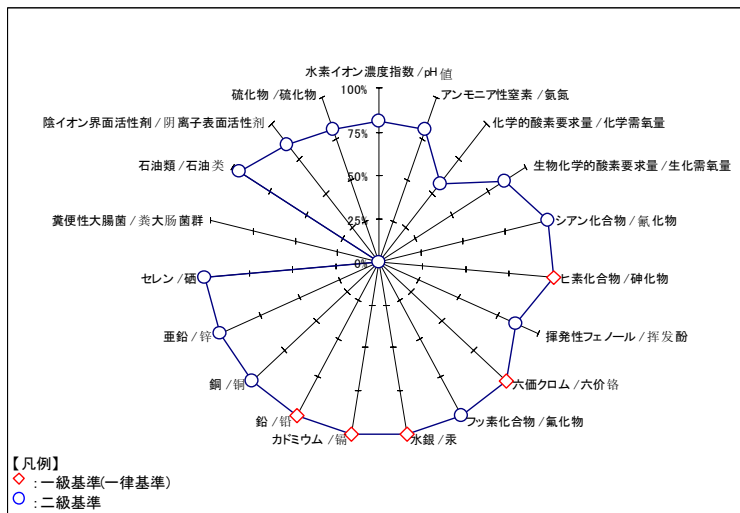 水素イオン濃度指数/pH値
硫化物/硫化物
アンモニア性窒素/氨氮
陰イオン界面活性剤/阴离子表面活性剂
化学的酸素要求量/化学需氧量
石油類/石油类
生物化学的酸素要求量/生化需氧量
糞便性大腸菌/粪大肠菌群
シアン化合物/氰化物
セレン/硒
ヒ素化合物/砷化物
亜鉛/锌
揮発性フェノール/挥发酚
銅/铜
六価クロム/六价铬
鉛/铅
フッ素化合物/氟化物
カドミウム/镉
水銀/汞
100%
75%
50%
25%
0%
【凡例】
:一級基準(一律基準)
:二級基準